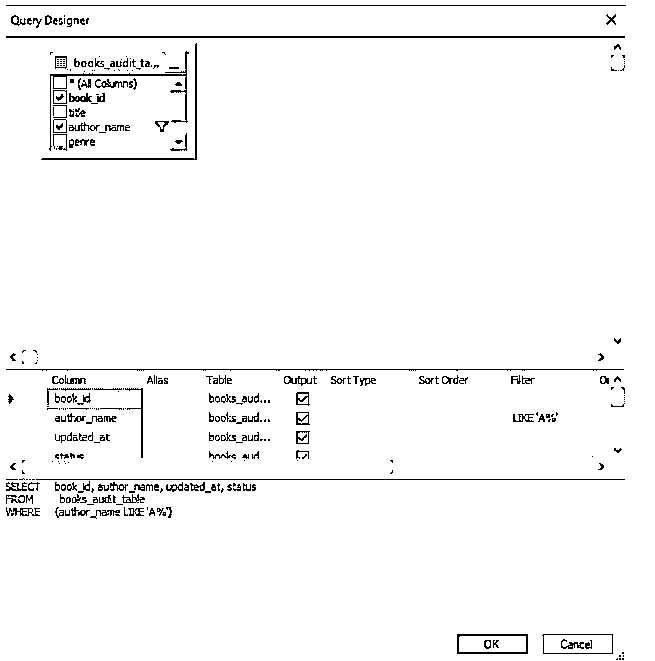 Query Designer
books_audit_ta...
* (All Columns)
book_id
title
author_name
genre
Column Alias Table Output Sort Type Sort Order Filter Or
book_id books_aud...
author_name books_aud... LIKE 'A%'
updated_at books_aud...
status books_aud
SELECT book_id, author_name, updated_at, status
FROM books_audit_table
WHERE (author_name LIKE 'A%')
OK Cancel